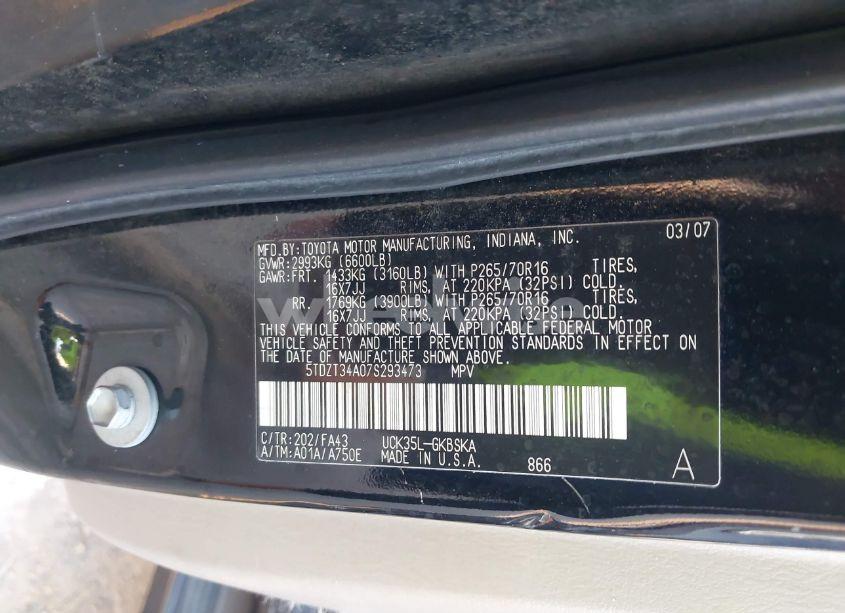 MFD.BY:TOYOTA MOTOR MANUFACTURING, INDIANA, INC. 03/07
GVWR:2993KG (6600LB)
GAWR:FRT. 1433KG (3160LB) WITH P265/70R16 TIRES,
16X7JJ RIMS, AT 220KPA (32PSI) COLD.
RR. 1769KG (3900LB) WITH P265/70R16 TIRES,
16X7JJ RIMS, AT 220KPA (32PSI) COLD.
THIS VEHICLE CONFORMS TO ALL APPLICABLE FEDERAL MOTOR
VEHICLE SAFETY AND THEFT PREVENTION STANDARDS IN EFFECT ON
THE DATE OF MANUFACTURE SHOWN ABOVE.
5TDZT34A07S293473 MPV
C/TR:202/FA43 UCK35L-GKBSKA
A/TM:A01A/A750E MADE IN U.S.A. 866 A